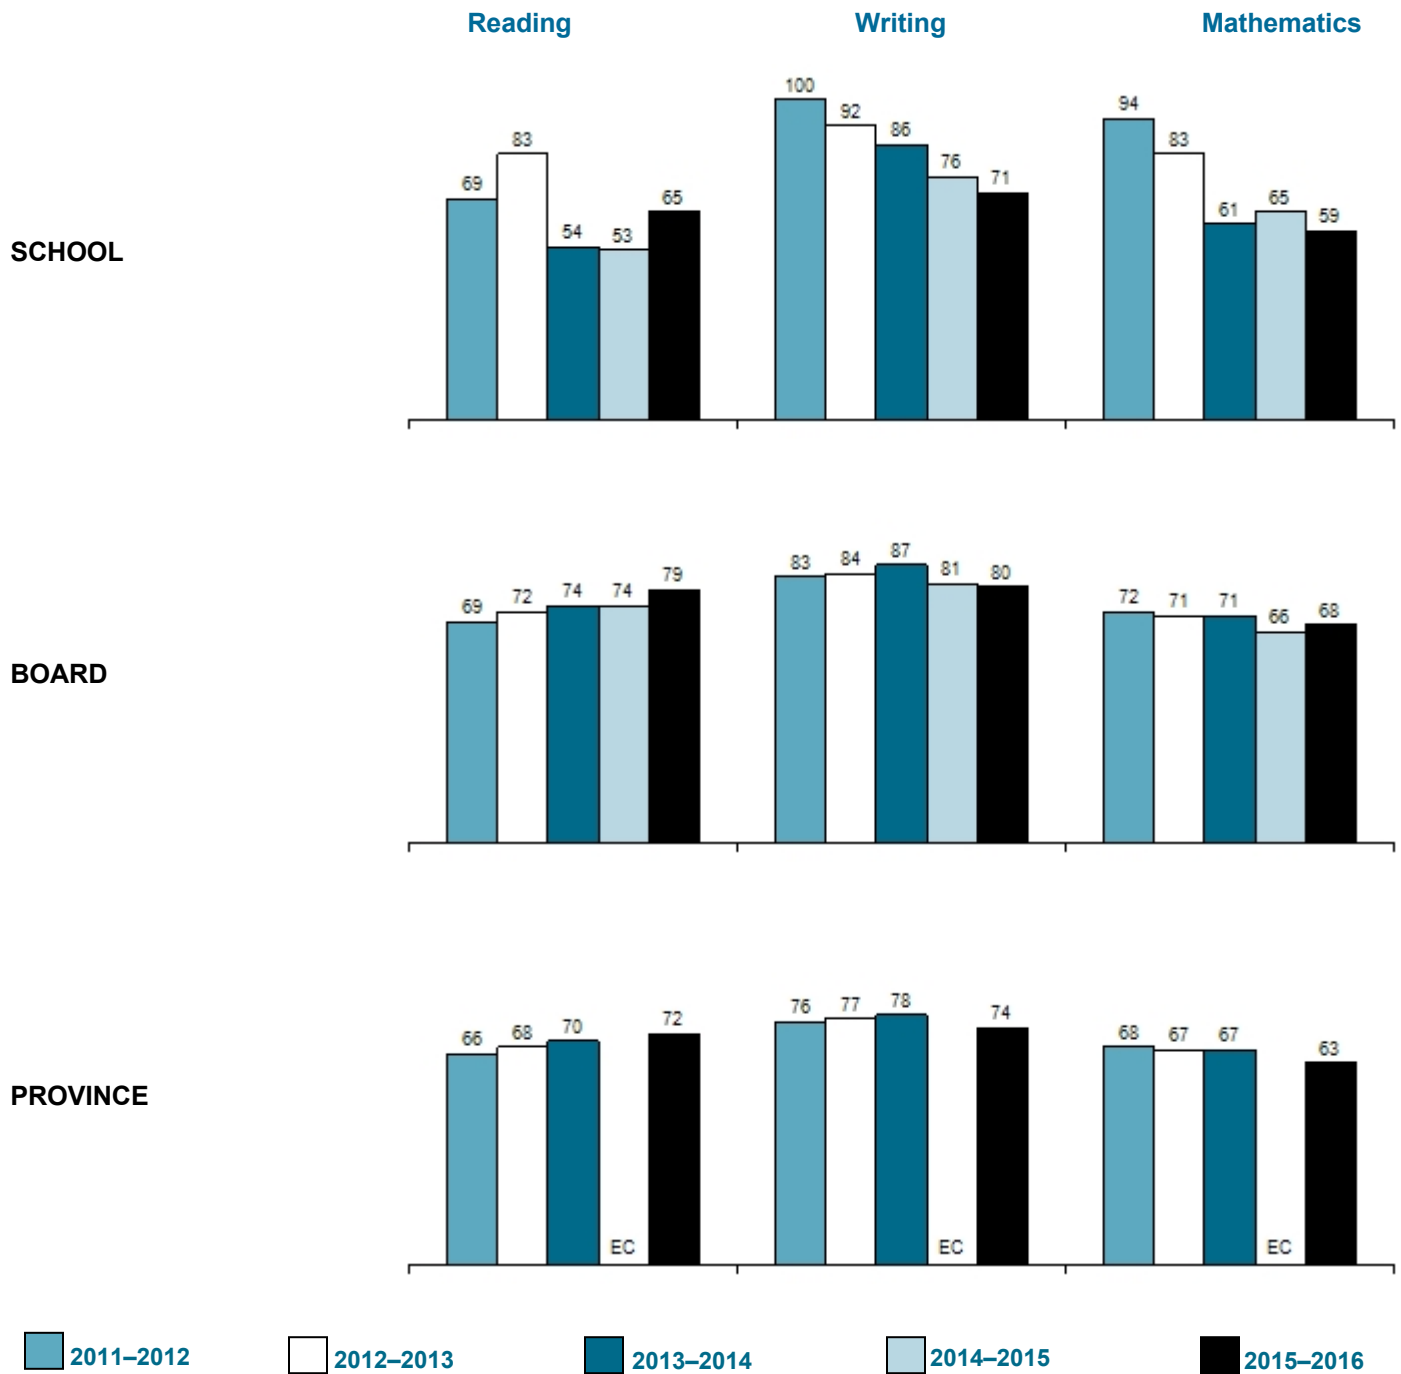 Reading Writing Mathematics
100
94
92
86
83 83
76
69 71
65 65
61 59
54 53
SCHOOL
87
83 84 81 80
79
72 74 74 72 71 71
69 66 68
BOARD
76 77 78 74
72
66 68 70 68 67 67 63
PROVINCE
EC EC EC
2011–2012 2012–2013 2013–2014 2014–2015 2015–2016